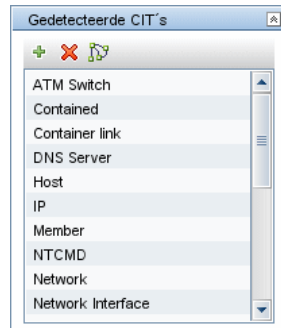 Gedetecteerde CIT´s
ATM Switch
Contained
Container link
DNS Server
Host
IP
Member
NTCMD
Network
Network Interface